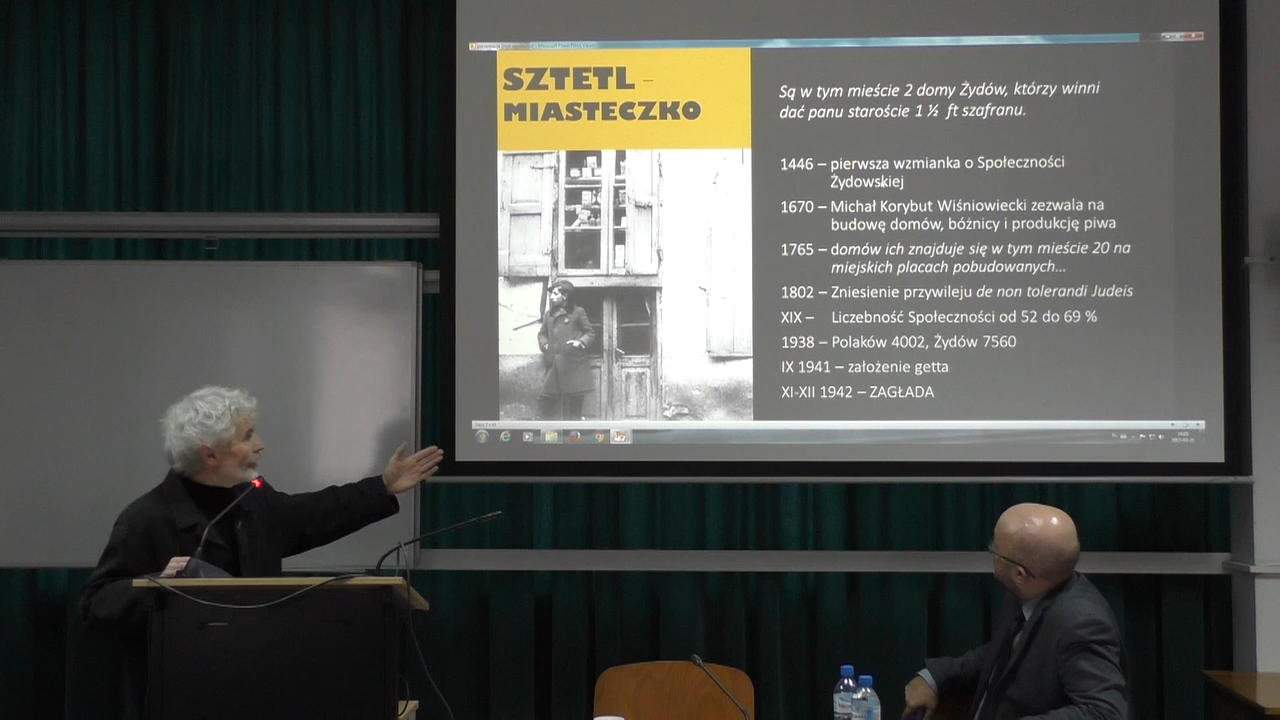 SZTETL –
MIASTECZKO
Są w tym mieście 2 domy Żydów, którzy winni
dać panu staroście 1 ½ ft szafranu.
1446 – pierwsza wzmianka o Społeczności
Żydowskiej
1670 – Michał Korybut Wiśniowiecki zezwala na
budowę domów, bóżnicy i produkcję piwa
1765 – domów ich znajduje się w tym mieście 20 na
miejskich placach pobudowanych...
1802 – Zniesienie przywileju de non tolerandi Judeis
XIX – Liczebność Społeczności od 52 do 69 %
1938 – Polaków 4002, Żydów 7560
IX 1941 – założenie getta
XI-XII 1942 – ZAGŁADA